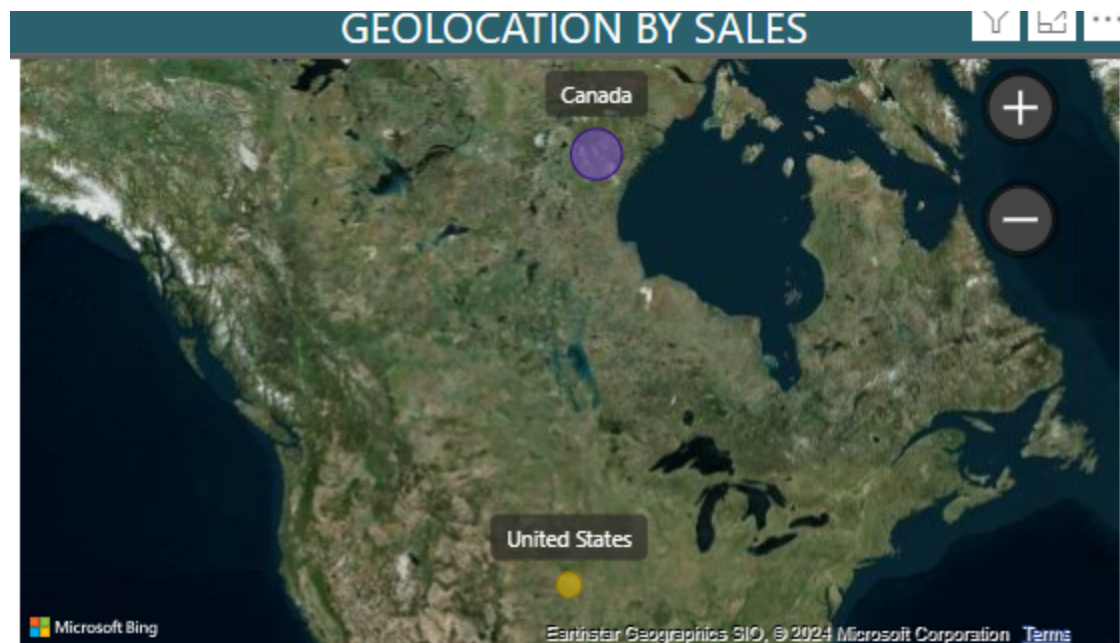 GEOLOCATION BY SALES
Canada
United States
Microsoft Bing
Earthstar Geographics SIO, © 2024 Microsoft Corporation Terms